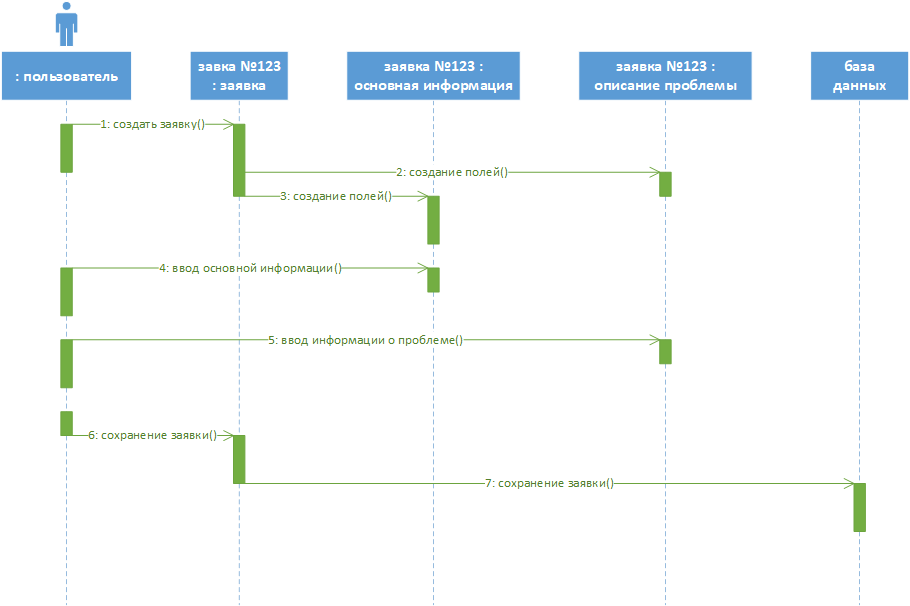 : пользователь
завка №123
: заявка
заявка №123 :
основная информация
заявка №123 :
описание проблемы
база
данных
1: создать заявку()
2: создание полей()
3: создание полей()
4: ввод основной информации()
5: ввод информации о проблеме()
6: сохранение заявки()
7: сохранение заявки()